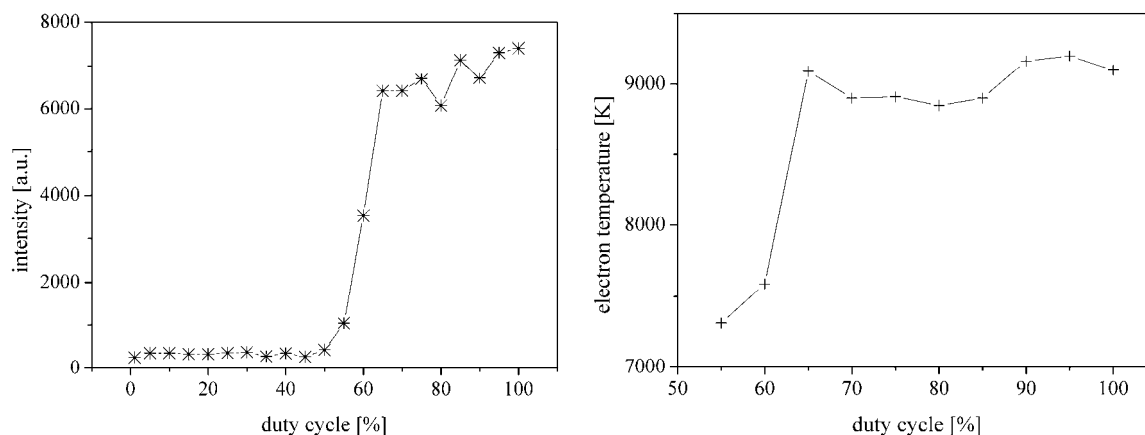 8000
6000
4000
2000
0
intensity [a.u.]
0 20 40 60 80 100
duty cycle [%]
9000
8000
7000
electron temperature [K]
50 60 70 80 90 100
duty cycle [%]